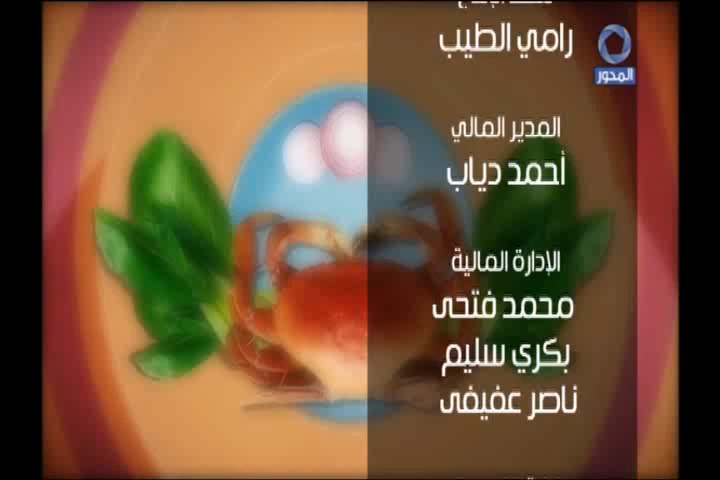 رامي الطيب
المحور
المدير المالي
أحمد دياب
الإدارة المالية
محمد فتحى
بكري سليم
ناصر عفيفى